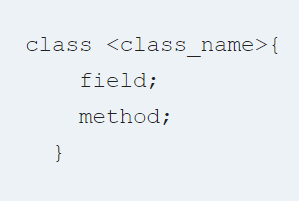 class <class_name>{
    field;
    method;
  }